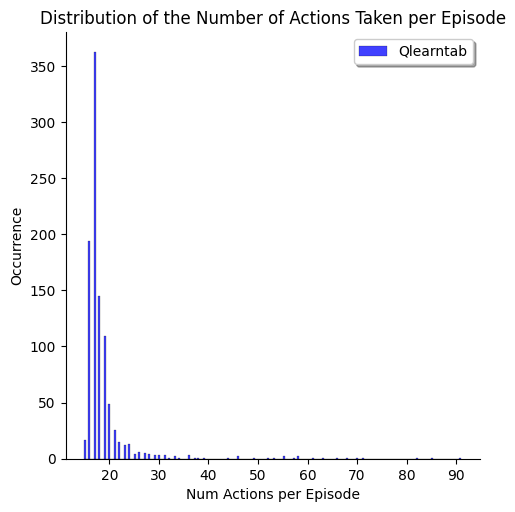 Distribution of the Number of Actions Taken per Episode
Qlearntab
350
300
250
200
150
100
50
0
Occurrence
20 30 40 50 60 70 80 90
Num Actions per Episode